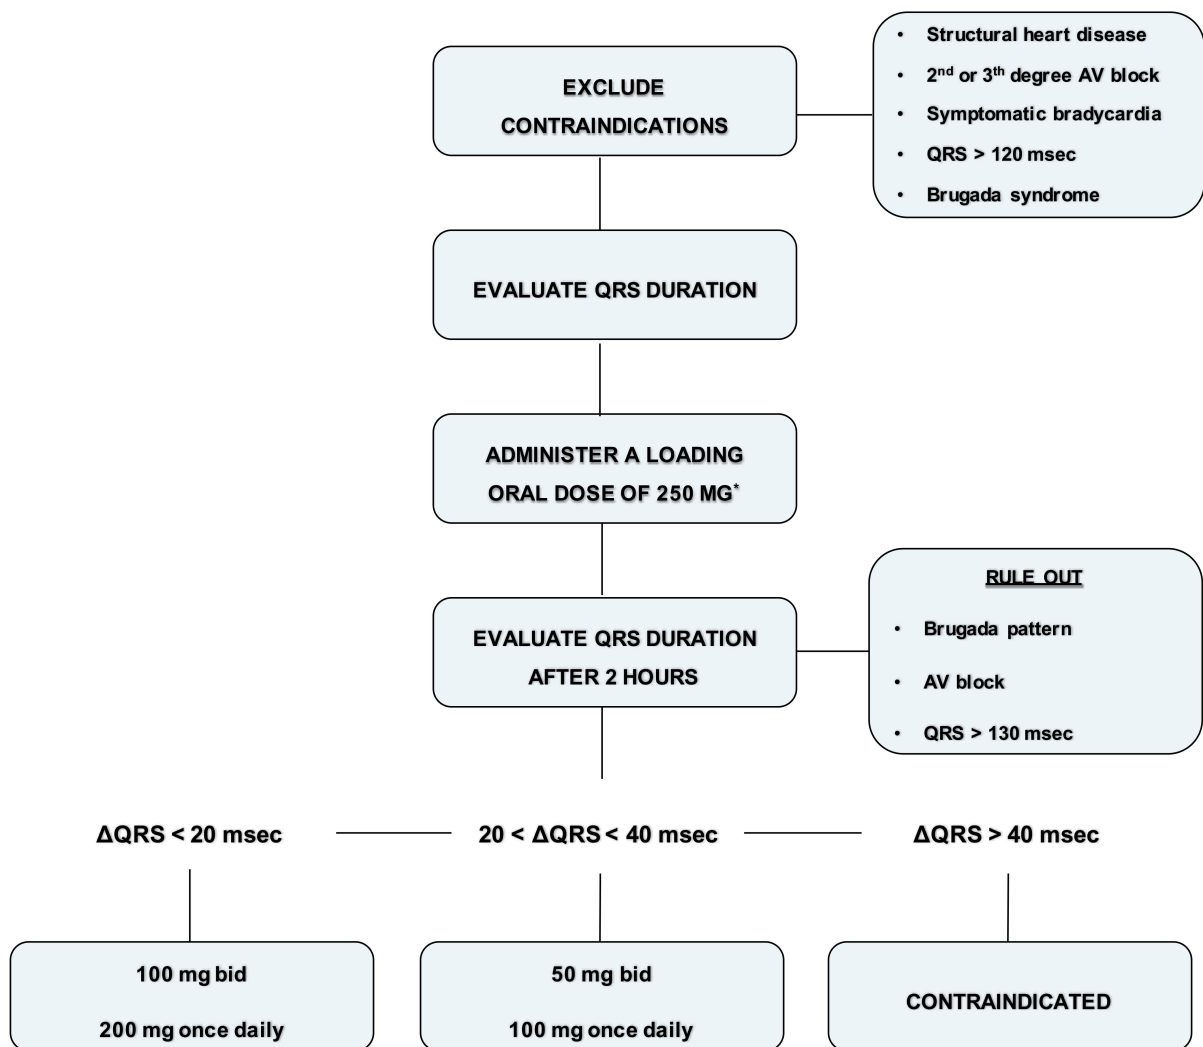 EXCLUDE
CONTRAINDICATIONS
• Structural heart disease
• 2nd or 3th degree AV block
• Symptomatic bradycardia
• QRS > 120 msec
• Brugada syndrome
EVALUATE QRS DURATION
ADMINISTER A LOADING
ORAL DOSE OF 250 MG*
EVALUATE QRS DURATION
AFTER 2 HOURS
RULE OUT
• Brugada pattern
• AV block
• QRS > 130 msec
ΔQRS < 20 msec
20 < ΔQRS < 40 msec
ΔQRS > 40 msec
100 mg bid
200 mg once daily
50 mg bid
100 mg once daily
CONTRAINDICATED